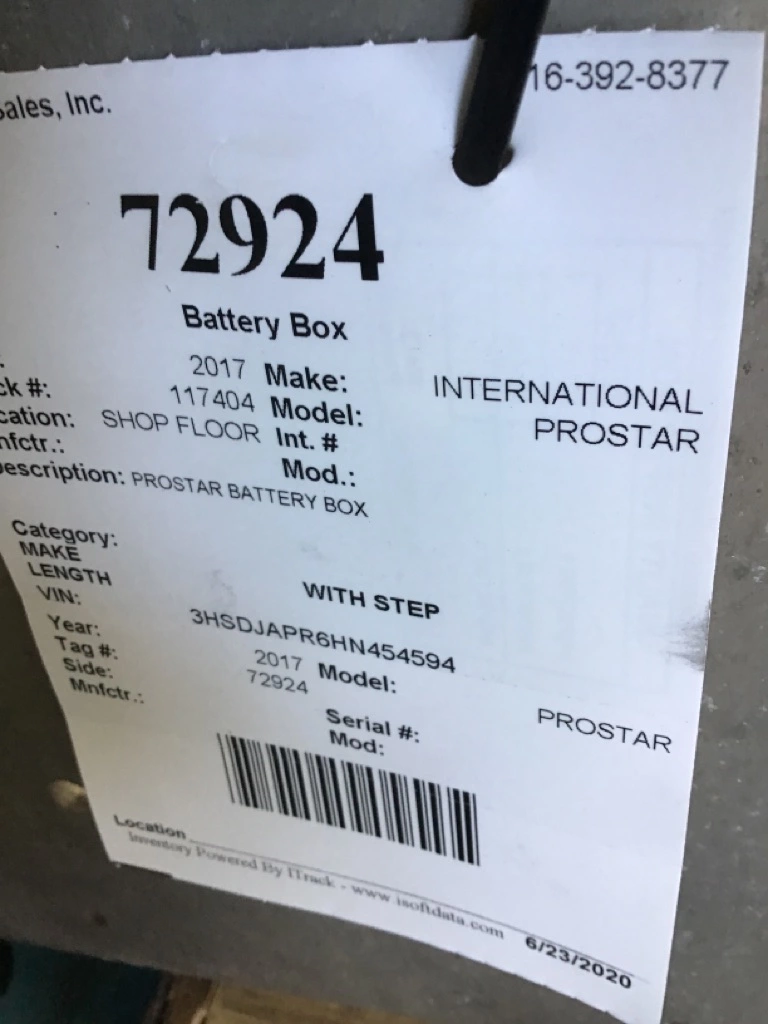 Sales, Inc.
16-392-8377
72924
Battery Box
2017 Make: INTERNATIONAL
ck #: 117404 Model: PROSTAR
cation: SHOP FLOOR Int. #
nfctr.: Mod.:
Description: PROSTAR BATTERY BOX
Category:
MAKE
LENGTH WITH STEP
VIN: 3HSDJAPR6HN454594
Year: 2017 Model: PROSTAR
Tag #: 72924
Side: Serial #:
Mnfctr.: Mod:
Location
Inventory Powered By ITrack - www.isoftdata.com 6/23/2020